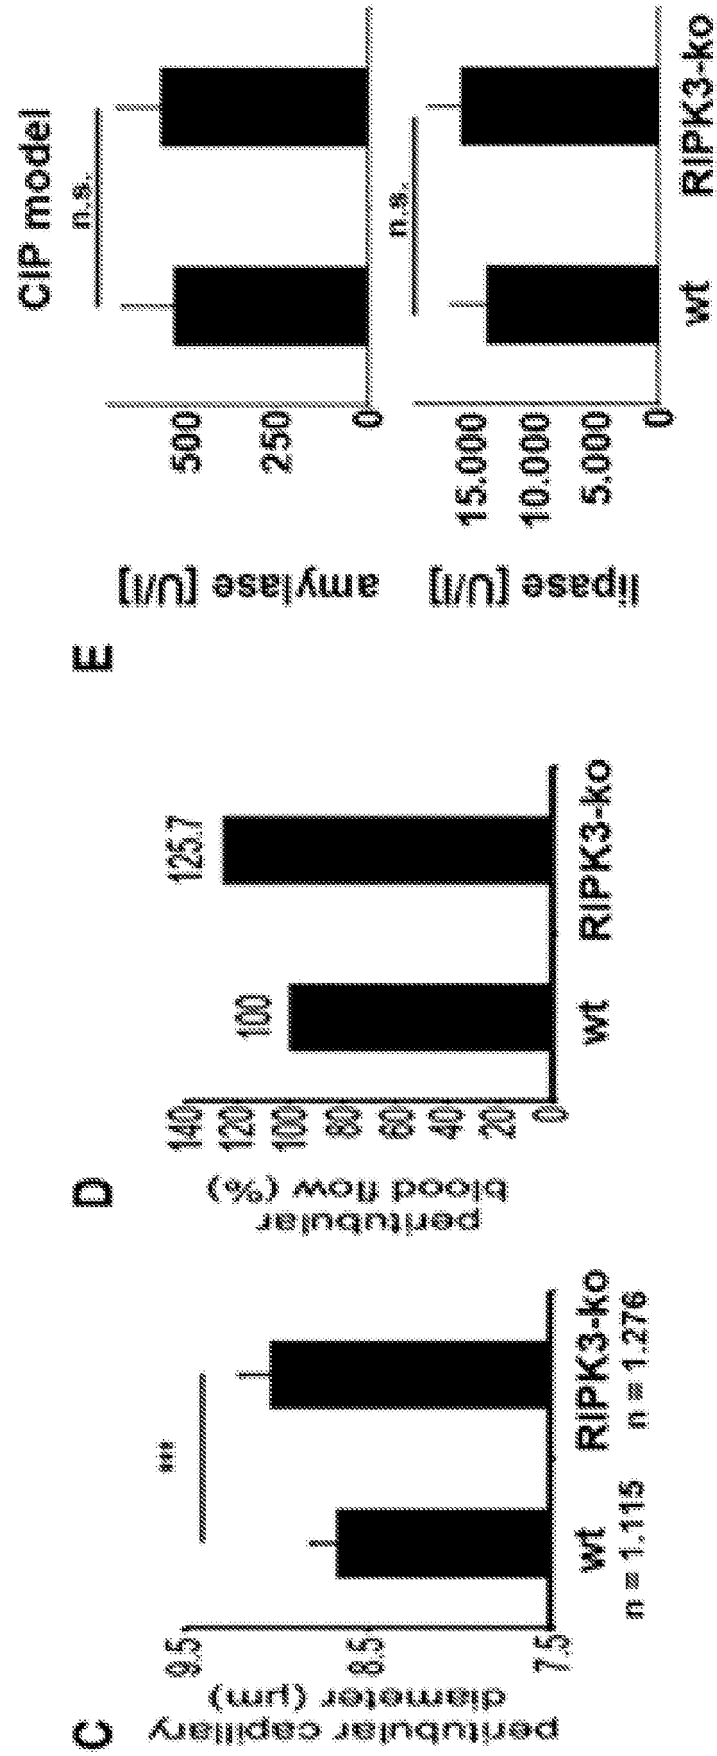 C
peritubular capillary
diameter (µm)
9.5
8.5
7.5
***
wt
RIPK3-ko
n = 1.115
n = 1.276
D
peritubular
blood flow (%)
140
120
100
80
60
40
20
0
100
125.7
wt
RIPK3-ko
E
CIP model
amylase [U/l]
500
250
0
n.s.
lipase [U/l]
15.000
10.000
5.000
0
n.s.
wt
RIPK3-ko